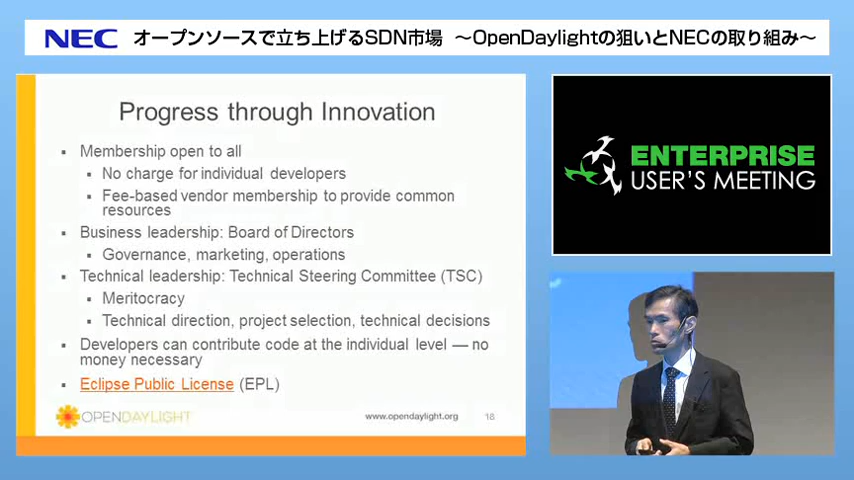 NEC オープンソースで立ち上げるSDN市場 ～OpenDaylightの狙いとNECの取り組み～
Progress through Innovation
▪ Membership open to all
▪ No charge for individual developers
▪ Fee-based vendor membership to provide common
resources
▪ Business leadership: Board of Directors
▪ Governance, marketing, operations
▪ Technical leadership: Technical Steering Committee (TSC)
▪ Meritocracy
▪ Technical direction, project selection, technical decisions
▪ Developers can contribute code at the individual level — no
money necessary
▪ Eclipse Public License (EPL)
OPENDAYLIGHT
www.opendaylight.org 18
ENTERPRISE
USER'S MEETING